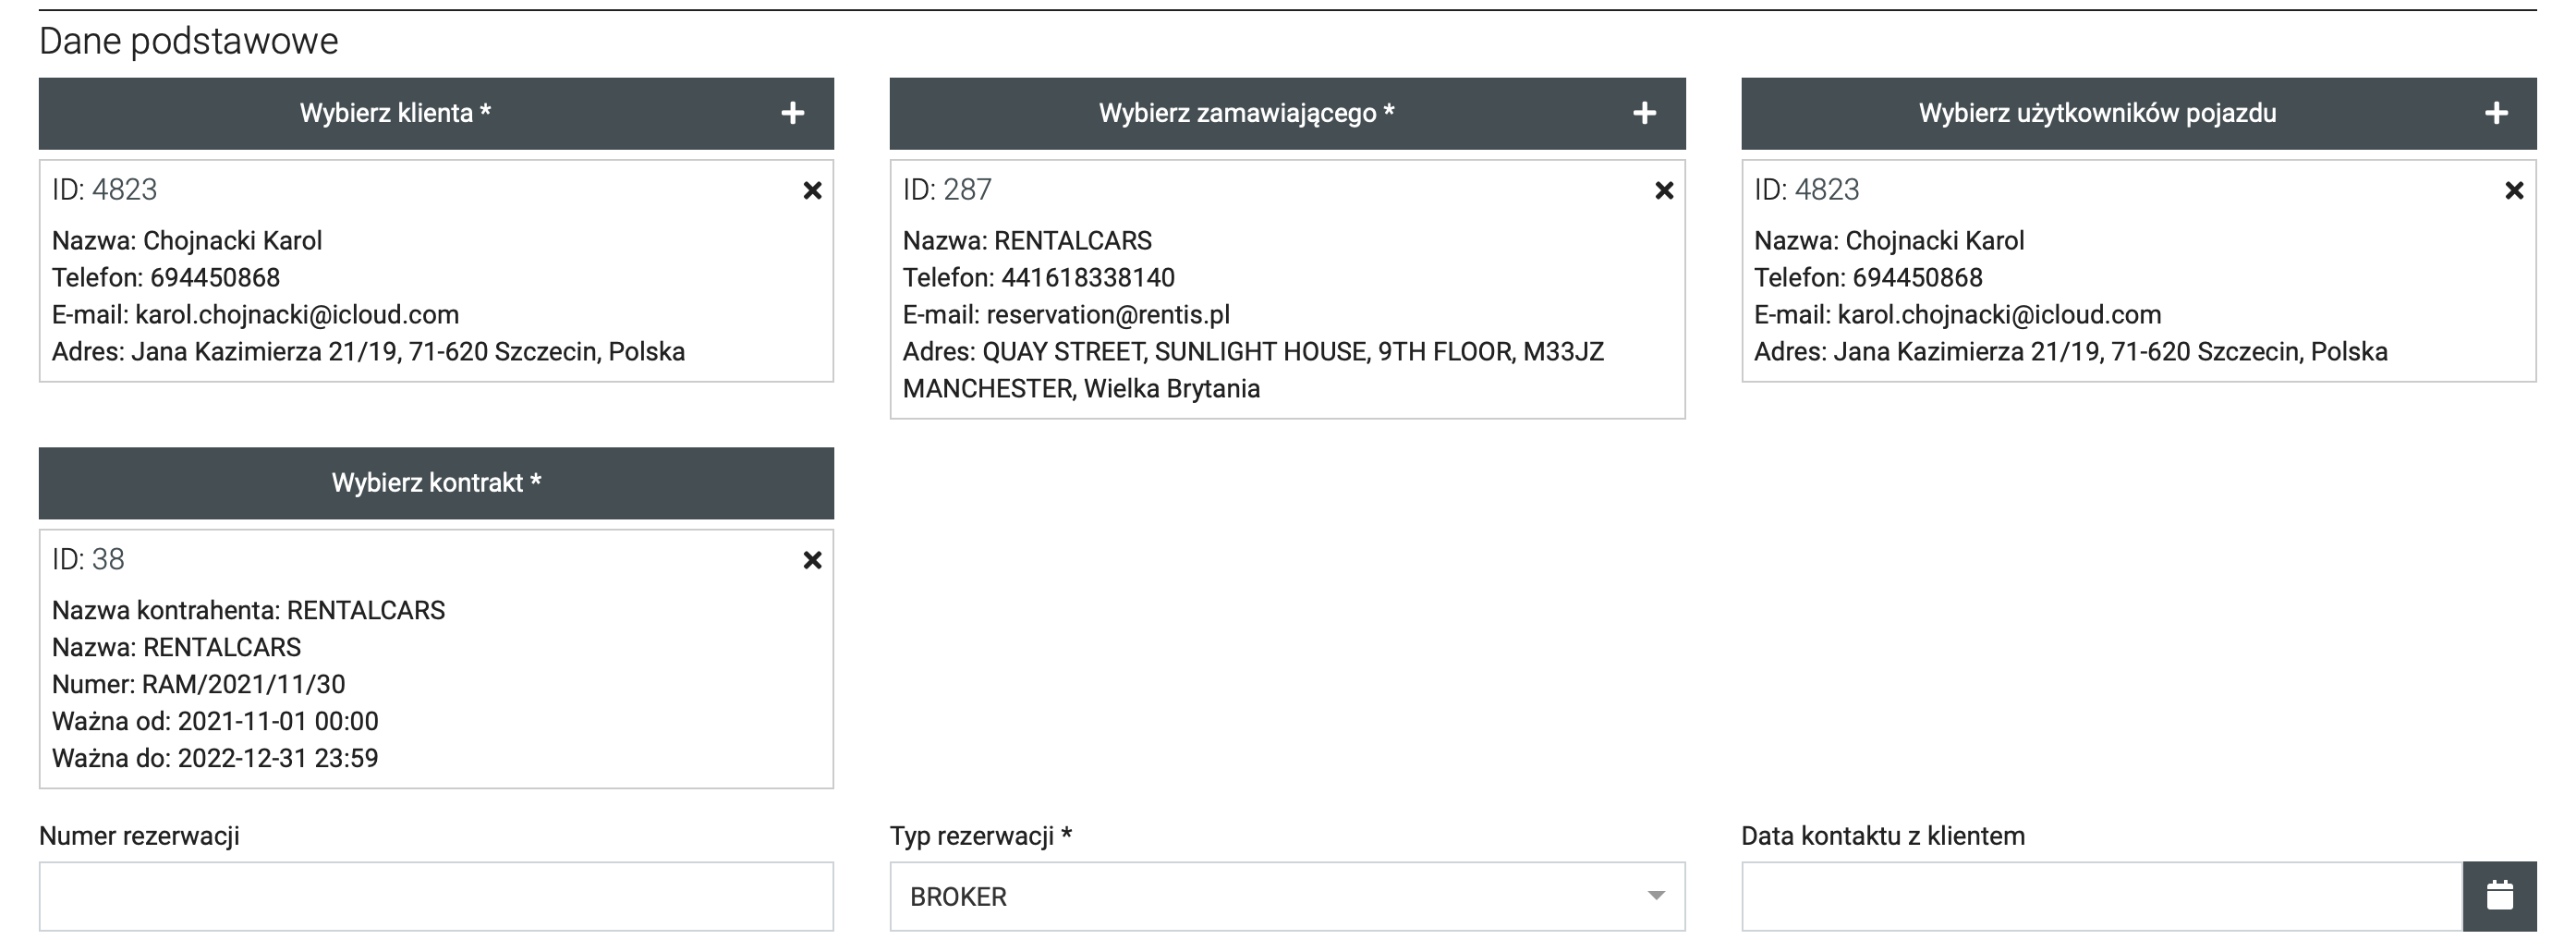 Dane podstawowe
Wybierz klienta *
ID: 4823
Nazwa: Chojnacki Karol
Telefon: 694450868
E-mail: karol.chojnacki@icloud.com
Adres: Jana Kazimierza 21/19, 71-620 Szczecin, Polska
Wybierz zamawiającego *
ID: 287
Nazwa: RENTALCARS
Telefon: 441618338140
E-mail: reservation@rentis.pl
Adres: QUAY STREET, SUNLIGHT HOUSE, 9TH FLOOR, M33JZ
MANCHESTER, Wielka Brytania
Wybierz użytkowników pojazdu
ID: 4823
Nazwa: Chojnacki Karol
Telefon: 694450868
E-mail: karol.chojnacki@icloud.com
Adres: Jana Kazimierza 21/19, 71-620 Szczecin, Polska
Wybierz kontrakt *
ID: 38
Nazwa kontrahenta: RENTALCARS
Nazwa: RENTALCARS
Numer: RAM/2021/11/30
Ważna od: 2021-11-01 00:00
Ważna do: 2022-12-31 23:59
Numer rezerwacji
Typ rezerwacji *
BROKER
Data kontaktu z klientem